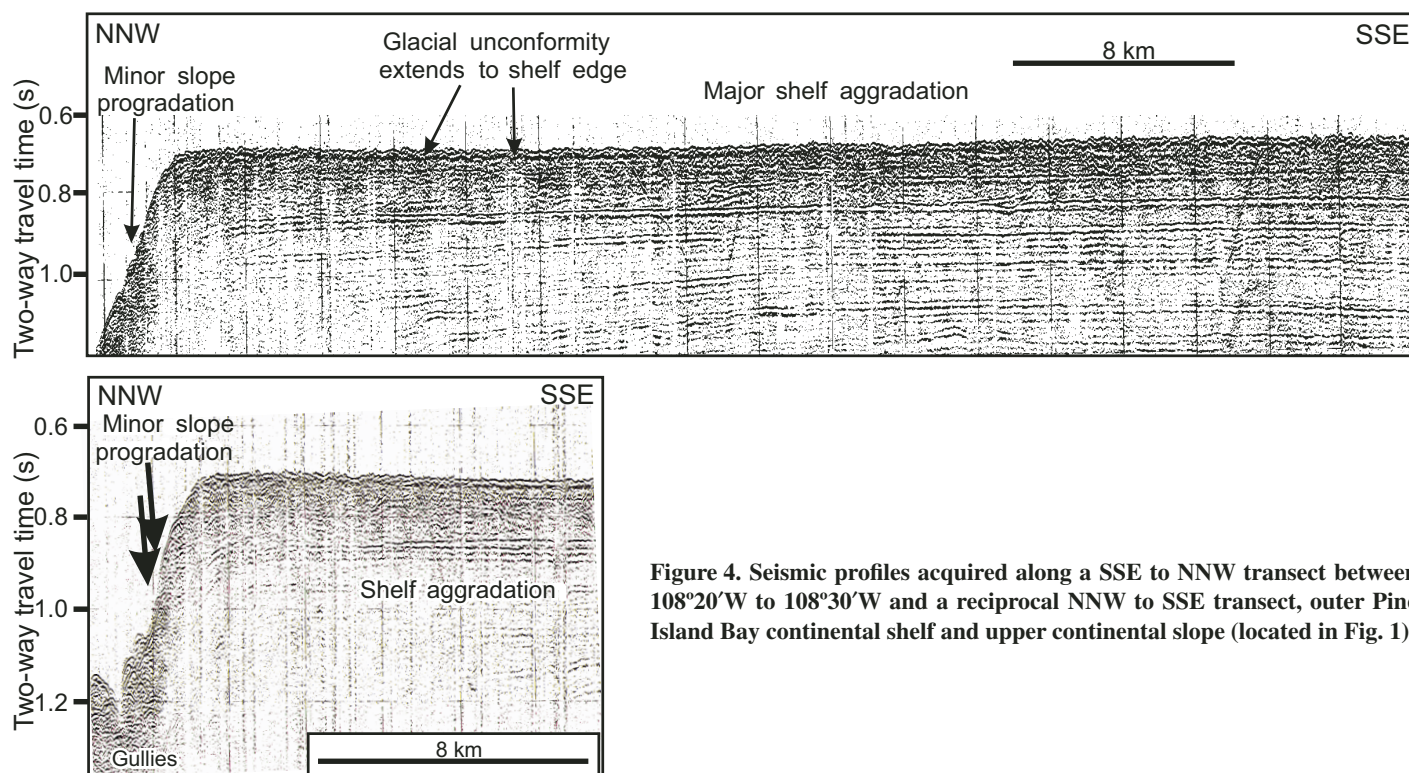 NNW
SSE
Minor slope
progradation
Glacial unconformity
extends to shelf edge
Major shelf aggradation
8 km
Two-way travel time (s)
0.6
0.8
1.0
NNW
SSE
Minor slope
progradation
Shelf aggradation
Gullies
8 km
Two-way travel time (s)
0.6
0.8
1.0
1.2
Figure 4. Seismic profiles acquired along a SSE to NNW transect between
108º20′W to 108º30′W and a reciprocal NNW to SSE transect, outer Pine
Island Bay continental shelf and upper continental slope (located in Fig. 1)